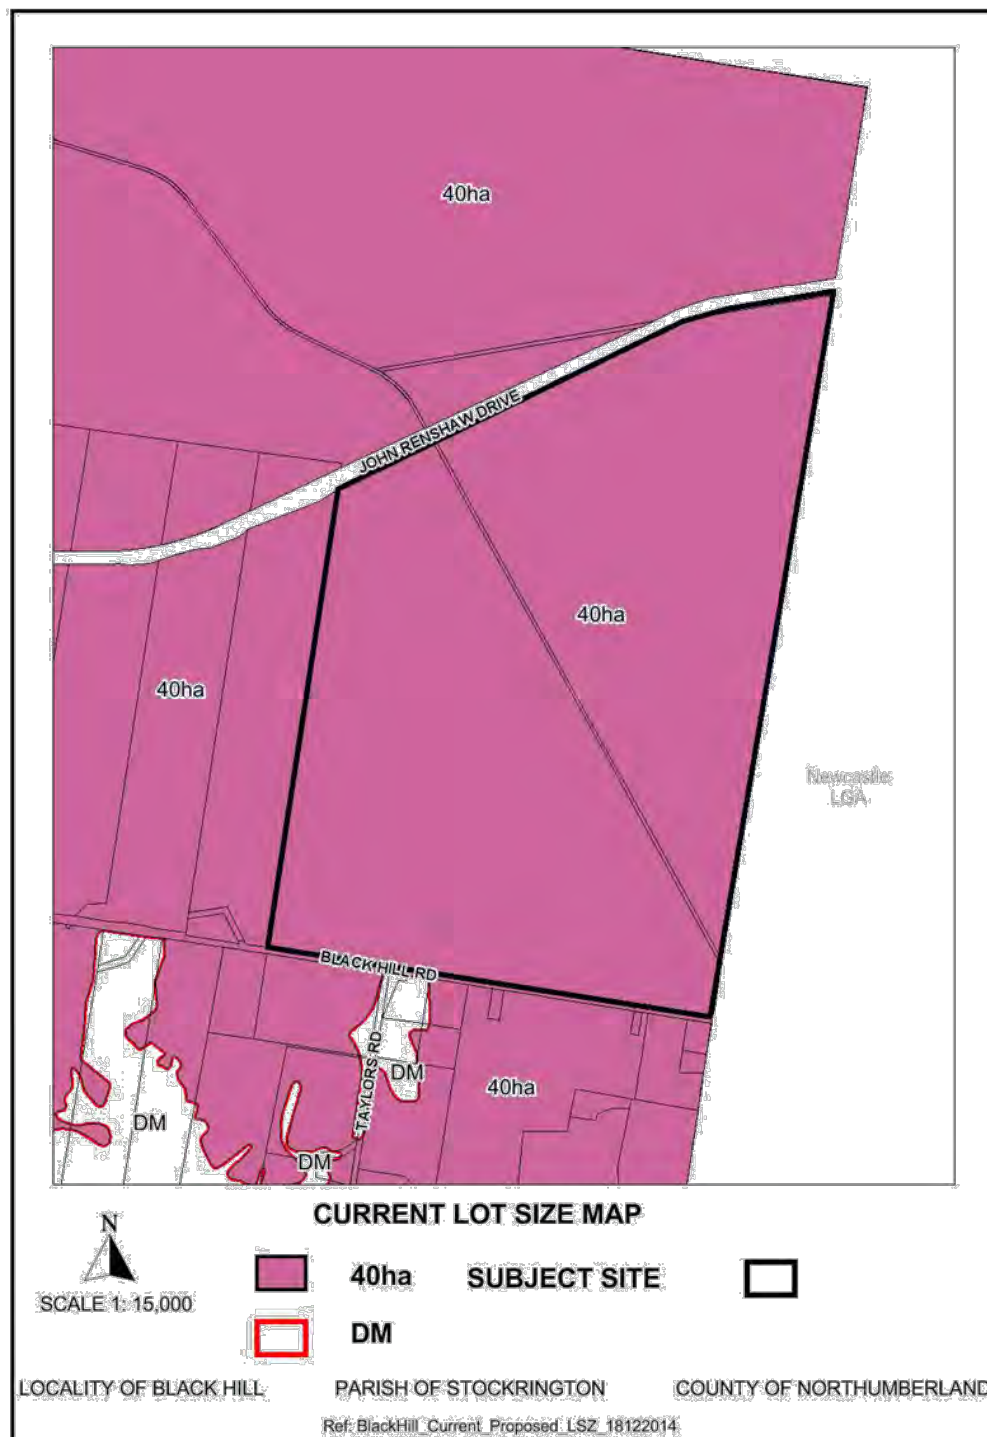 40ha
JOHN RENSHAW DRIVE
40ha
40ha
Newcastle
LGA
BLACK HILL RD
TAYLORS RD
DM
40ha
DM
DM
CURRENT LOT SIZE MAP
N
SCALE 1: 15,000
40ha
SUBJECT SITE
DM
LOCALITY OF BLACK HILL
PARISH OF STOCKRINGTON
COUNTY OF NORTHUMBERLAND
Ref: BlackHill_Current_Proposed_LSZ_18122014